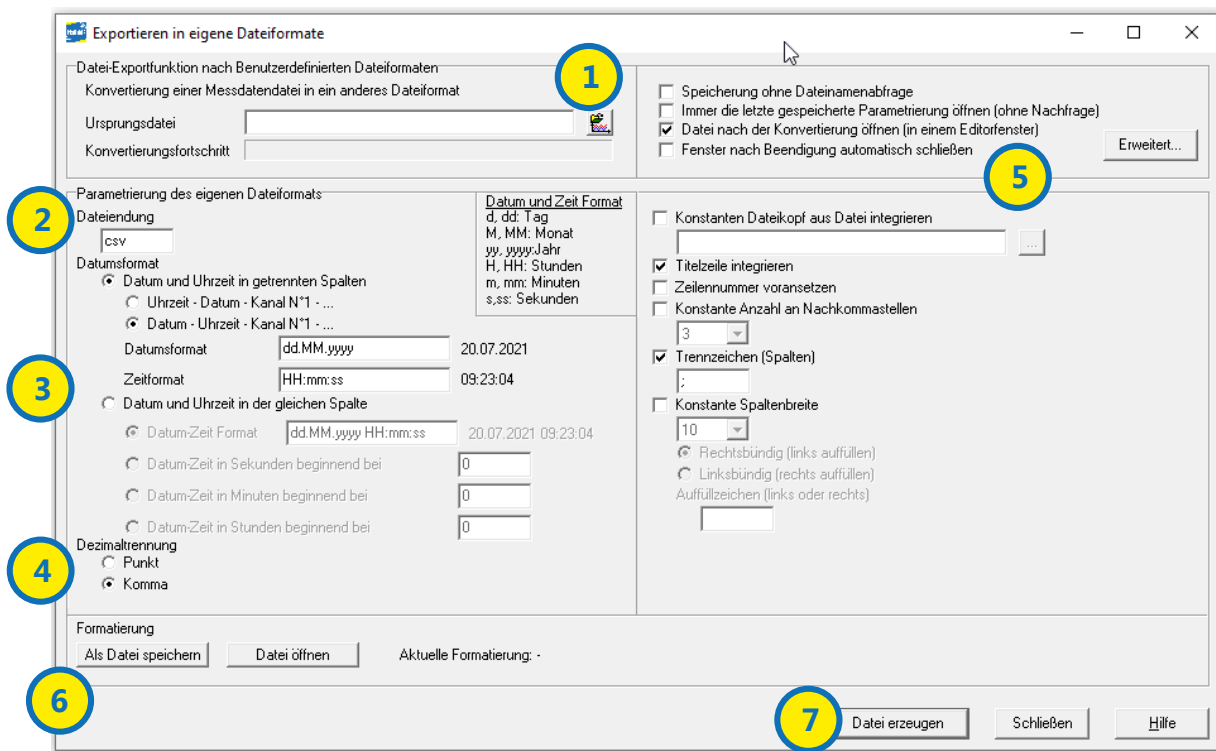 Exportieren in eigene Dateiformate
Datei-Exportfunktion nach Benutzerdefinierten Dateiformaten
Konvertierung einer Messdatendatei in ein anderes Dateiformat
1
Ursprungsdatei
Konvertierungsfortschritt
Speicherung ohne Dateinamenabfrage
Immer die letzte gespeicherte Parametrierung öffnen (ohne Nachfrage)
Datei nach der Konvertierung öffnen (in einem Editorfenster)
Fenster nach Beendigung automatisch schließen
Erweitert...
5
Parametrierung des eigenen Dateiformats
2
Dateiendung
csv
Datum und Zeit Format
d, dd: Tag
M, MM: Monat
yy, yyyy:Jahr
H, HH: Stunden
m, mm: Minuten
s,ss: Sekunden
Datumsformat
Datum und Uhrzeit in getrennten Spalten
Uhrzeit - Datum - Kanal N°1 - ...
Datum - Uhrzeit - Kanal N°1 - ...
Datumsformat dd.MM.yyyy 20.07.2021
3
Zeitformat HH:mm:ss 09:23:04
Datum und Uhrzeit in der gleichen Spalte
Datum-Zeit Format dd.MM.yyyy HH:mm:ss 20.07.2021 09:23:04
Datum-Zeit in Sekunden beginnend bei 0
Datum-Zeit in Minuten beginnend bei 0
Datum-Zeit in Stunden beginnend bei 0
Dezimaltrennung
4
Punkt
Komma
Konstanten Dateikopf aus Datei integrieren
...
Titelzeile integrieren
Zeilennummer voransetzen
Konstante Anzahl an Nachkommastellen
3
Trennzeichen (Spalten)
;
Konstante Spaltenbreite
10
Rechtsbündig (links auffüllen)
Linksbündig (rechts auffüllen)
Auffüllzeichen (links oder rechts)
Formatierung
Als Datei speichern Datei öffnen Aktuelle Formatierung: -
6
7
Datei erzeugen Schließen Hilfe